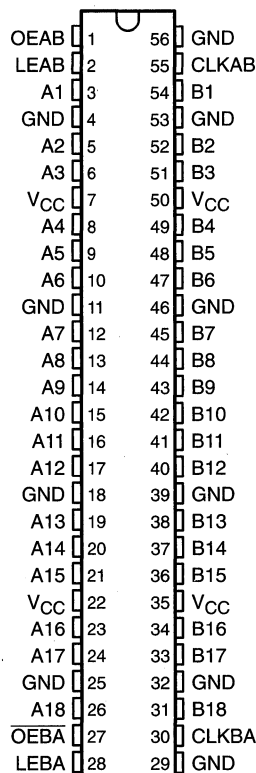 OEAB 1 56 GND
LEAB 2 55 CLKAB
A1 3 54 B1
GND 4 53 GND
A2 5 52 B2
A3 6 51 B3
VCC 7 50 VCC
A4 8 49 B4
A5 9 48 B5
A6 10 47 B6
GND 11 46 GND
A7 12 45 B7
A8 13 44 B8
A9 14 43 B9
A10 15 42 B10
A11 16 41 B11
A12 17 40 B12
GND 18 39 GND
A13 19 38 B13
A14 20 37 B14
A15 21 36 B15
VCC 22 35 VCC
A16 23 34 B16
A17 24 33 B17
GND 25 32 GND
A18 26 31 B18
O̅E̅B̅A̅ 27 30 CLKBA
LEBA 28 29 GND